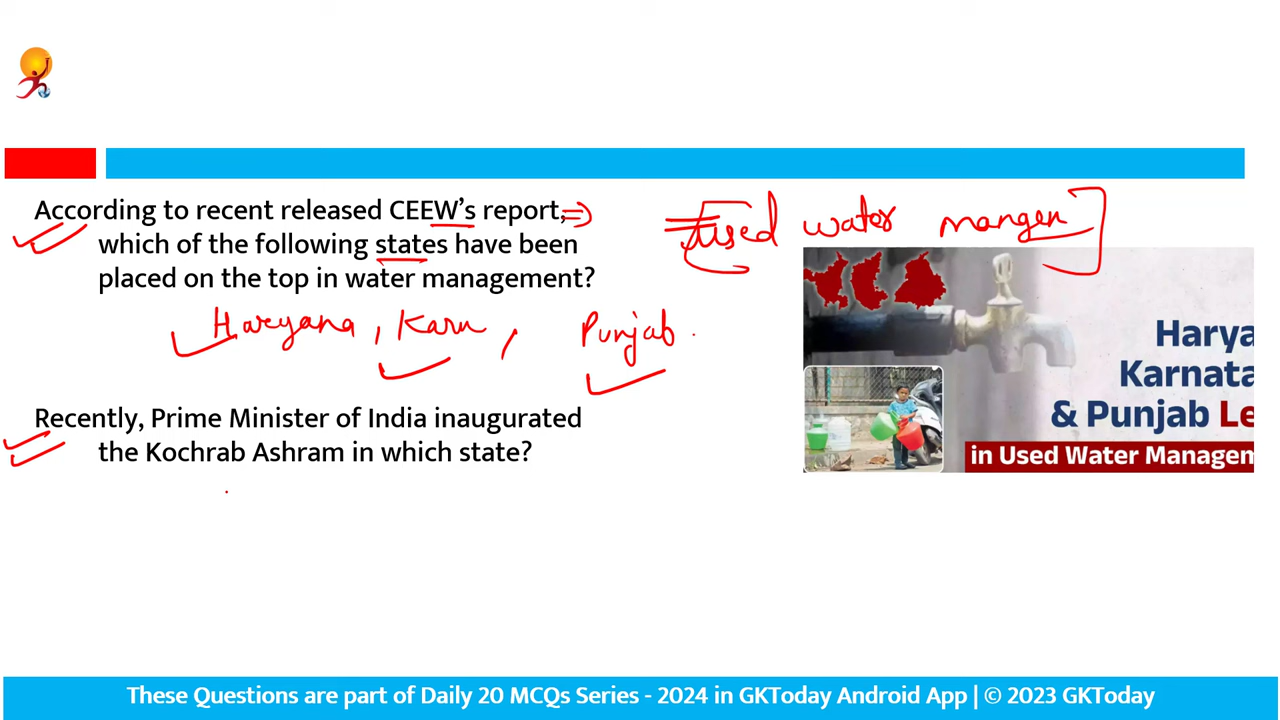 According to recent released CEEW's report, =>
which of the following states have been
placed on the top in water management?
Used water mangen
Haryana, Karn, Punjab.
Harya
Karnata
& Punjab Le
in Used Water Managem
Recently, Prime Minister of India inaugurated
the Kochrab Ashram in which state?
These Questions are part of Daily 20 MCQs Series - 2024 in GKToday Android App | © 2023 GKToday